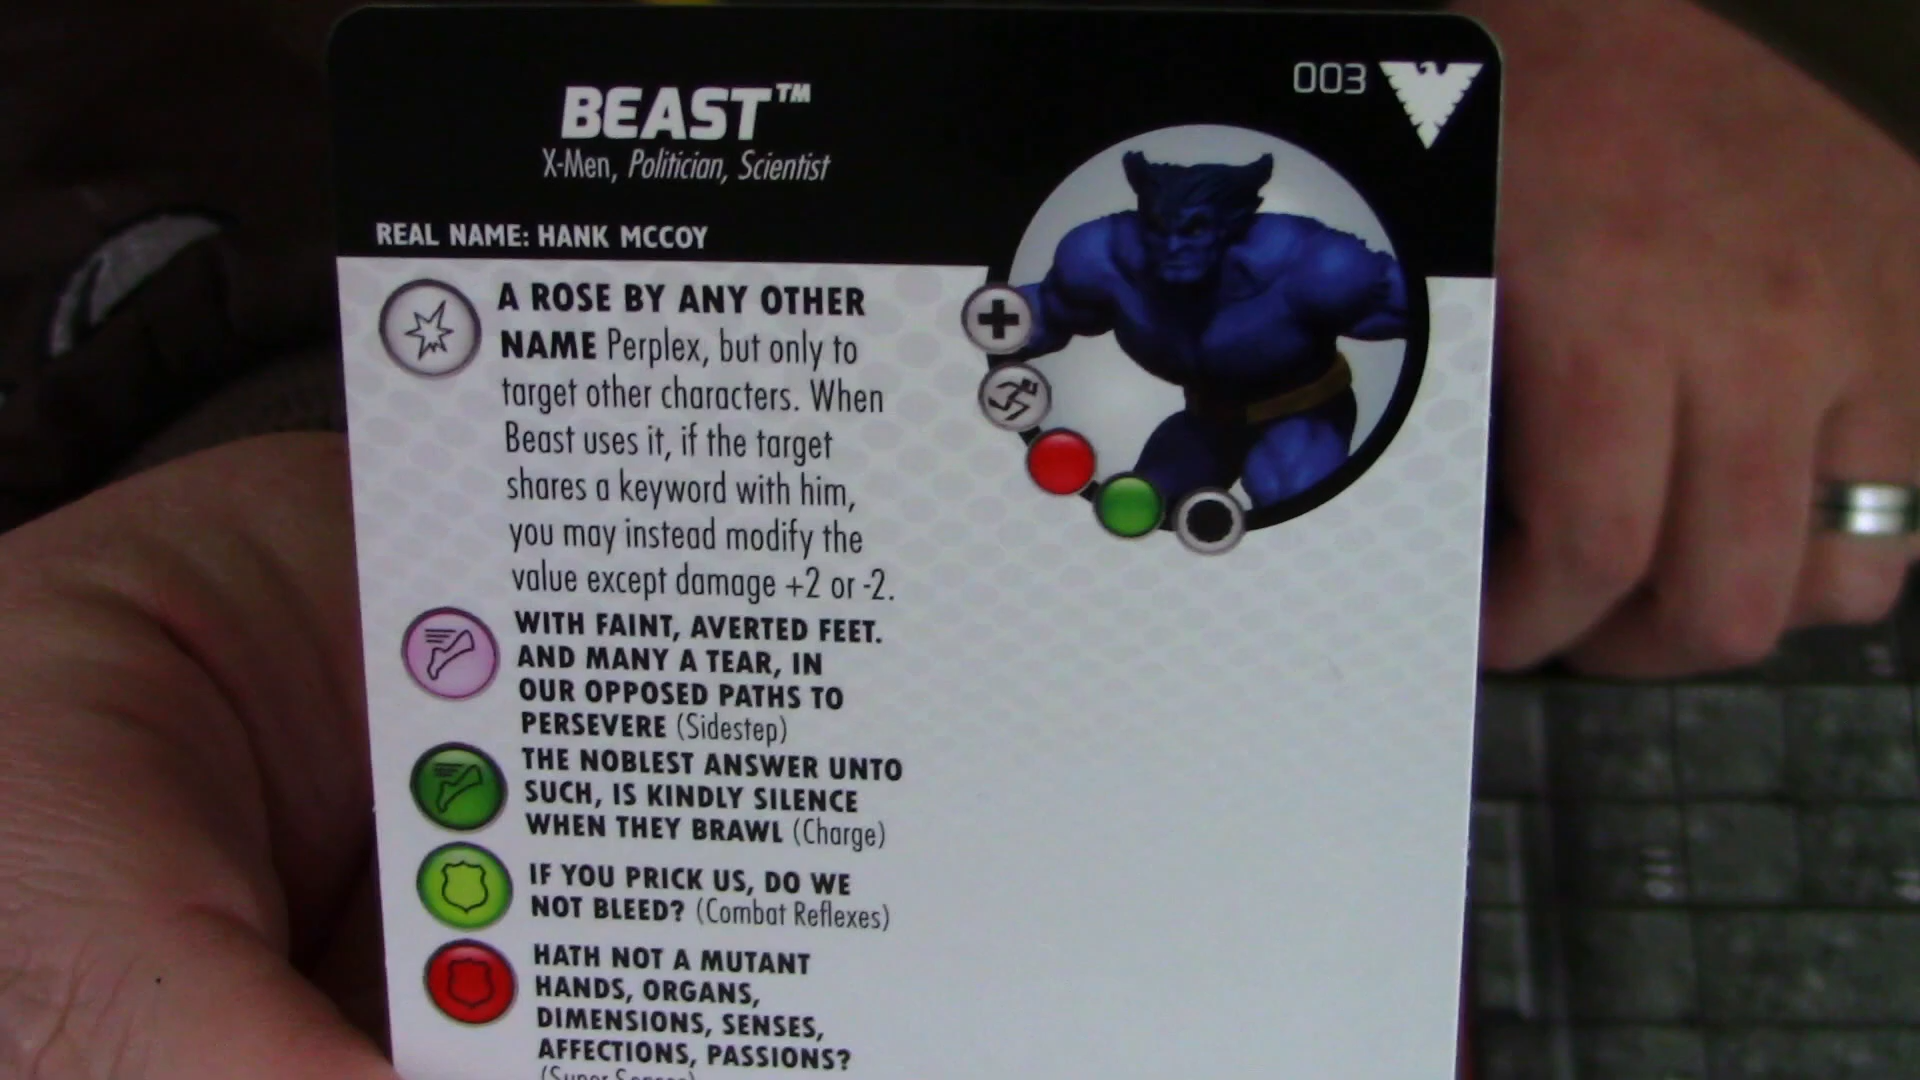 003
BEAST™
X-Men, Politician, Scientist
REAL NAME: HANK MCCOY
A ROSE BY ANY OTHER
NAME Perplex, but only to
target other characters. When
Beast uses it, if the target
shares a keyword with him,
you may instead modify the
value except damage +2 or -2.
WITH FAINT, AVERTED FEET.
AND MANY A TEAR, IN
OUR OPPOSED PATHS TO
PERSEVERE (Sidestep)
THE NOBLEST ANSWER UNTO
SUCH, IS KINDLY SILENCE
WHEN THEY BRAWL (Charge)
IF YOU PRICK US, DO WE
NOT BLEED? (Combat Reflexes)
HATH NOT A MUTANT
HANDS, ORGANS,
DIMENSIONS, SENSES,
AFFECTIONS, PASSIONS?
(Super Senses)